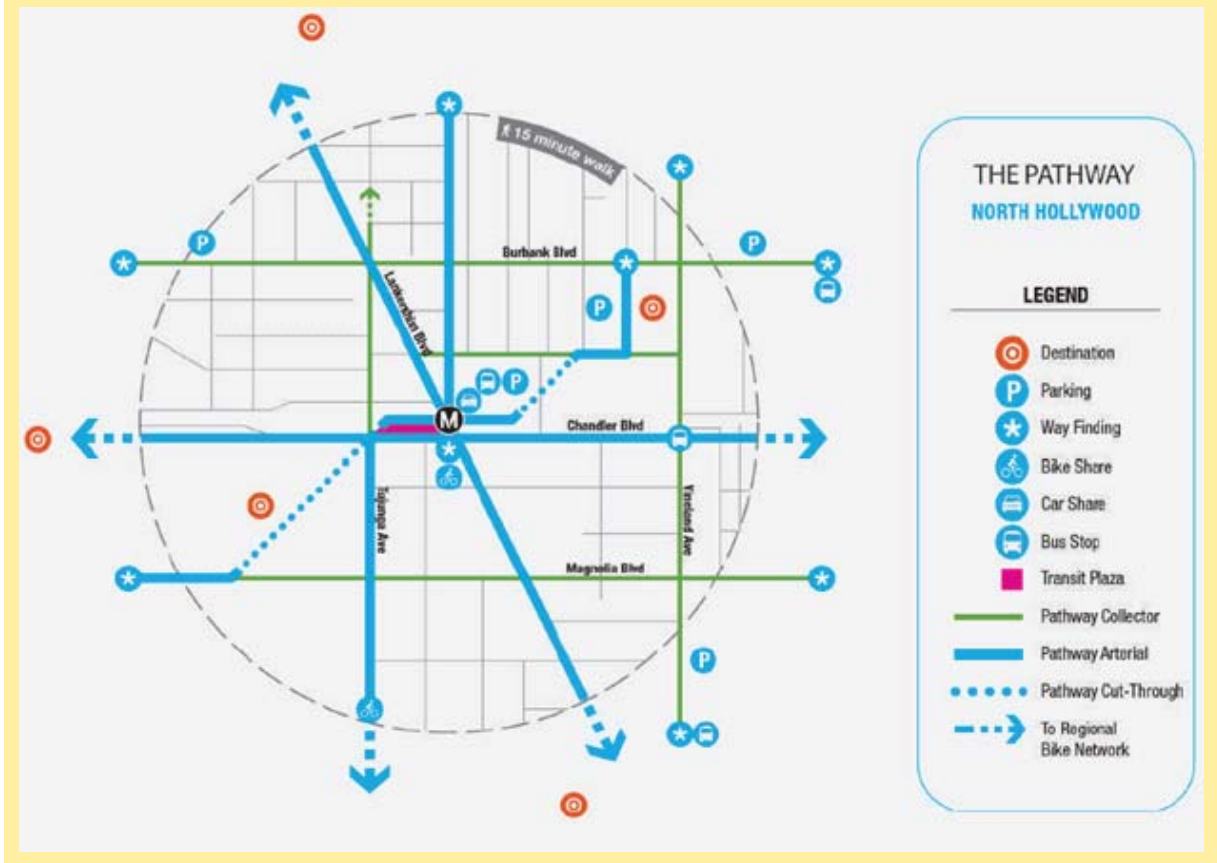 15 minute walk
P
P
Burbank Blvd
Lankershim Blvd
P
P
M
Chandler Blvd
Tujunga Ave
Vineland Ave
Magnolia Blvd
P
THE PATHWAY
NORTH HOLLYWOOD
LEGEND
Destination
P Parking
Way Finding
Bike Share
Car Share
Bus Stop
Transit Plaza
Pathway Collector
Pathway Arterial
Pathway Cut-Through
To Regional
Bike Network